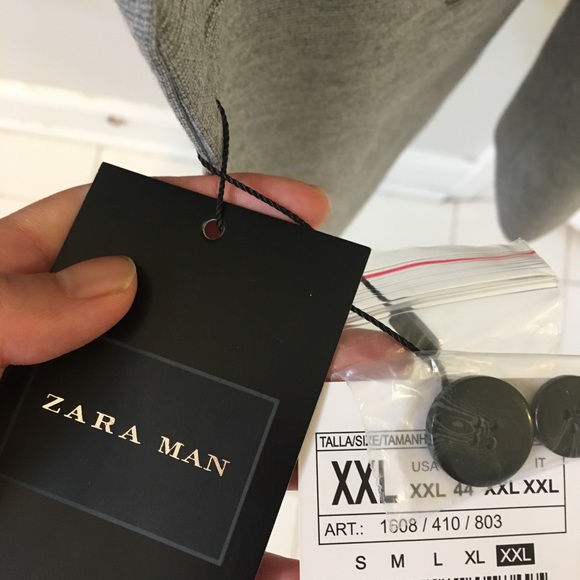 ZARA MAN
TALLA/SIZE/TAMANH
USA IT
XXL XXL 44 XXL XXL
ART.: 1608 / 410 / 803
S M L XL XXL